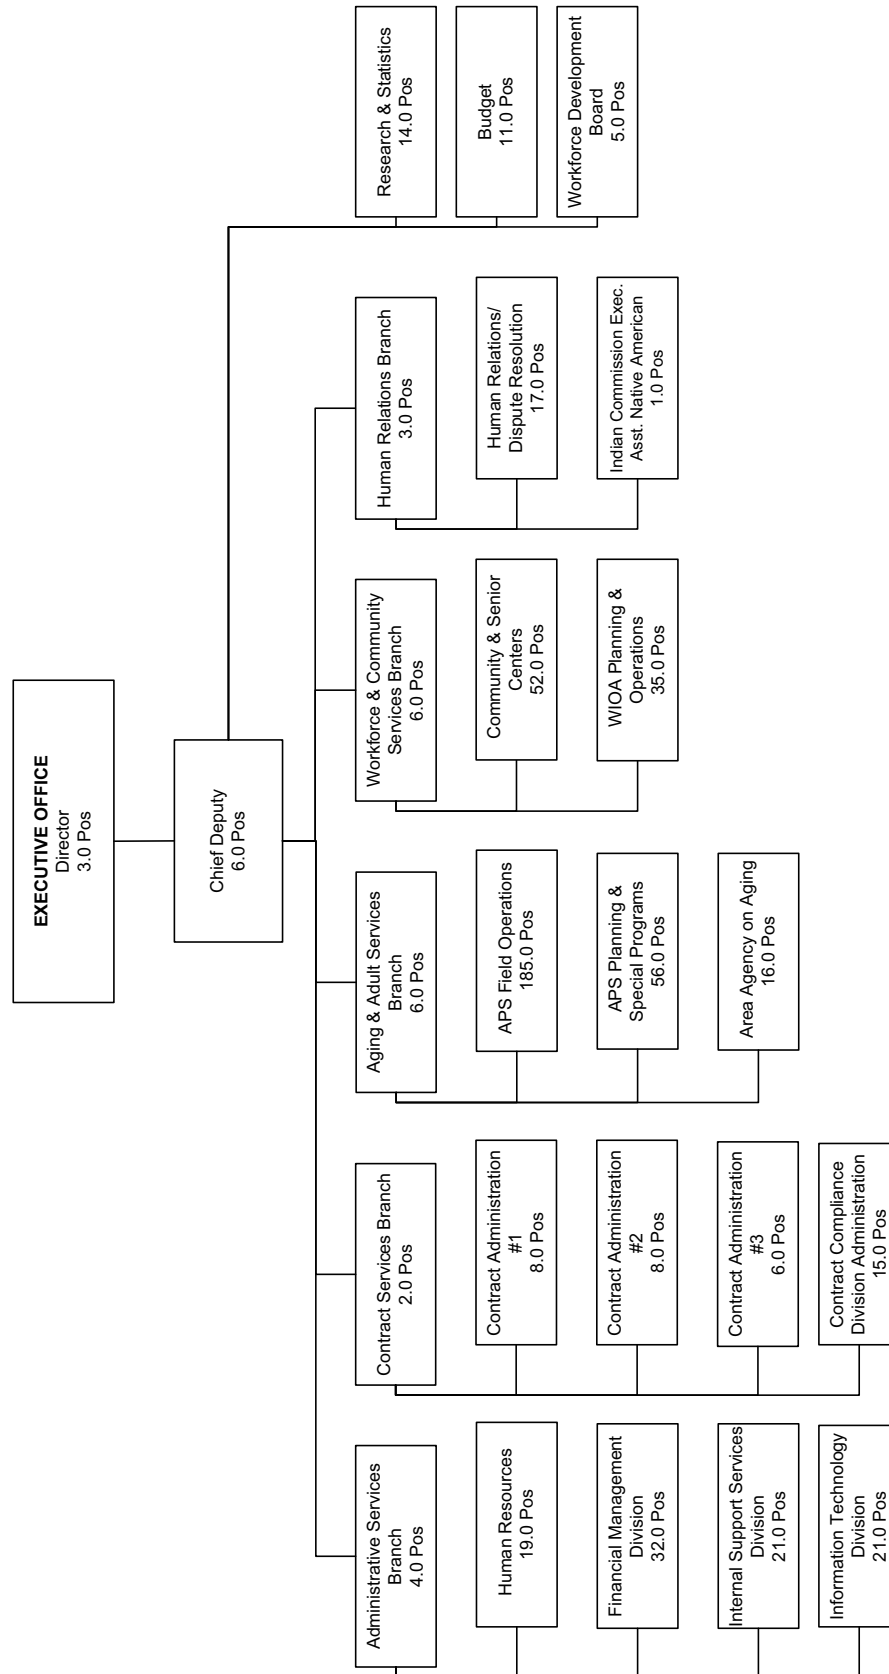 EXECUTIVE OFFICE
Director
3.0 Pos
Chief Deputy
6.0 Pos
Administrative Services
Branch
4.0 Pos
Human Resources
19.0 Pos
Financial Management
Division
32.0 Pos
Internal Support Services
Division
21.0 Pos
Information Technology
Division
21.0 Pos
Contract Services Branch
2.0 Pos
Contract Administration
#1
8.0 Pos
Contract Administration
#2
8.0 Pos
Contract Administration
#3
6.0 Pos
Contract Compliance
Division Administration
15.0 Pos
Aging & Adult Services
Branch
6.0 Pos
APS Field Operations
185.0 Pos
APS Planning &
Special Programs
56.0 Pos
Area Agency on Aging
16.0 Pos
Workforce & Community
Services Branch
6.0 Pos
Community & Senior
Centers
52.0 Pos
WIOA Planning &
Operations
35.0 Pos
Human Relations Branch
3.0 Pos
Human Relations/
Dispute Resolution
17.0 Pos
Indian Commission Exec.
Asst. Native American
1.0 Pos
Research & Statistics
14.0 Pos
Budget
11.0 Pos
Workforce Development
Board
5.0 Pos